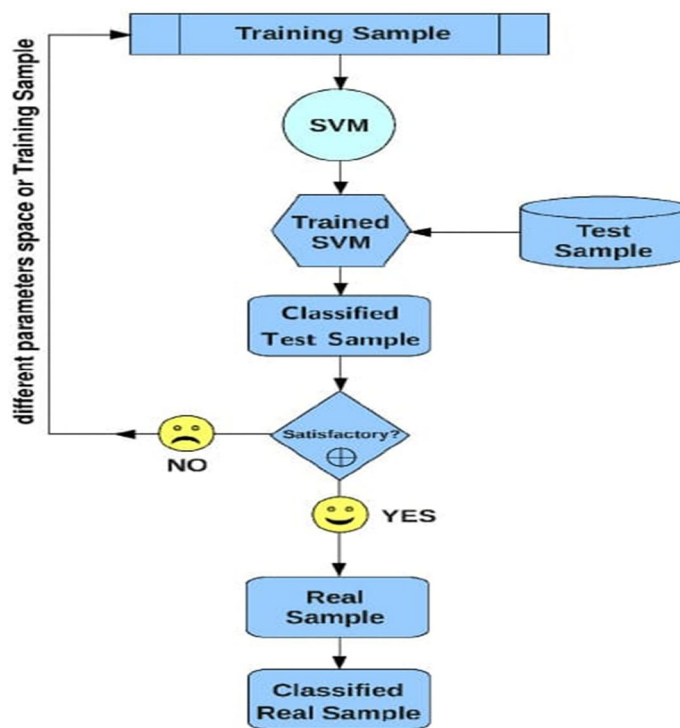 Training Sample
SVM
Trained
SVM
Test
Sample
Classified
Test Sample
Satisfactory?
NO
YES
different parameters space or Training Sample
Real
Sample
Classified
Real Sample